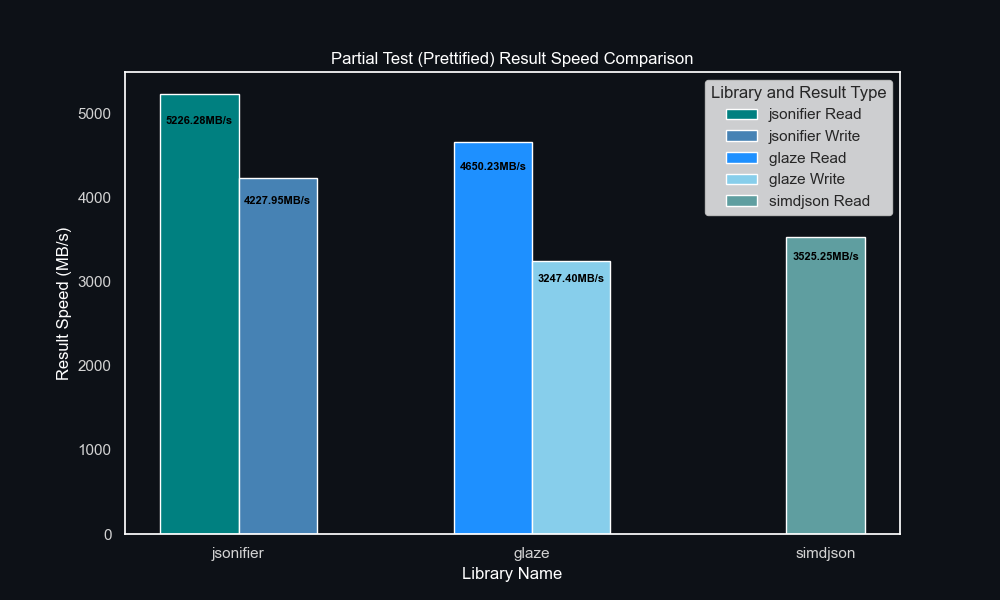 Partial Test (Prettified) Result Speed Comparison
Library and Result Type
jsonifier Read
jsonifier Write
glaze Read
glaze Write
simdjson Read
Result Speed (MB/s)
5000
4000
3000
2000
1000
0
5226.28MB/s
4227.95MB/s
4650.23MB/s
3247.40MB/s
3525.25MB/s
jsonifier
glaze
simdjson
Library Name